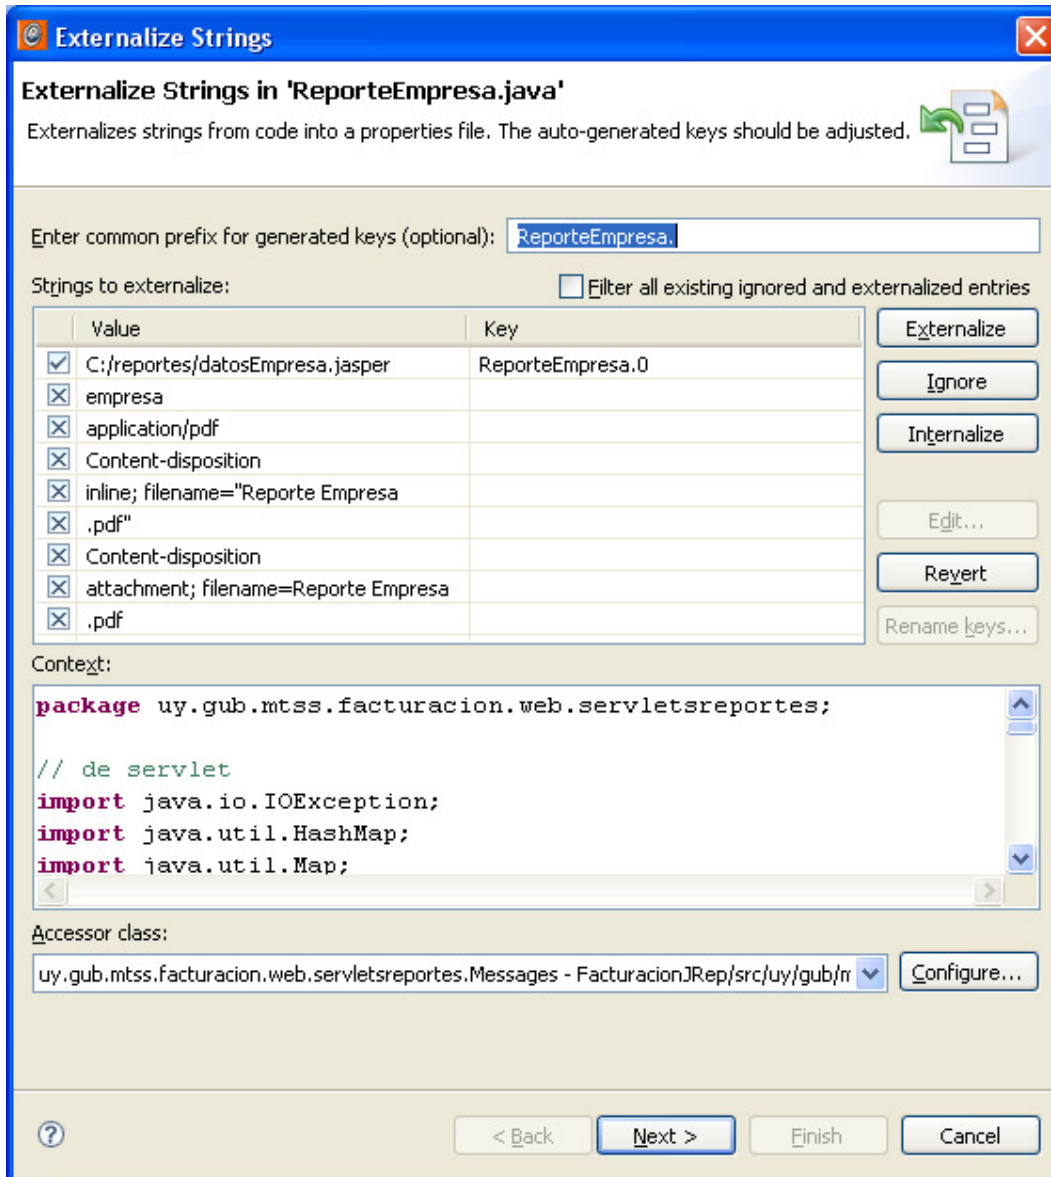 Externalize Strings
Externalize Strings in 'ReporteEmpresa.java'
Externalizes strings from code into a properties file. The auto-generated keys should be adjusted.
Enter common prefix for generated keys (optional): ReporteEmpresa.
Strings to externalize: Filter all existing ignored and externalized entries
Value Key
C:/reportes/datosEmpresa.jasper ReporteEmpresa.0
empresa
application/pdf
Content-disposition
inline; filename="Reporte Empresa
.pdf"
Content-disposition
attachment; filename=Reporte Empresa
.pdf
Externalize
Ignore
Internalize
Edit...
Revert
Rename keys...
Context:
package uy.gub.mtss.facturacion.web.servletsreportes;
// de servlet
import java.io.IOException;
import java.util.HashMap;
import java.util.Map;
Accessor class:
uy.gub.mtss.facturacion.web.servletsreportes.Messages - FacturacionJRep/src/uy/gub/m Configure...
? < Back Next > Finish Cancel